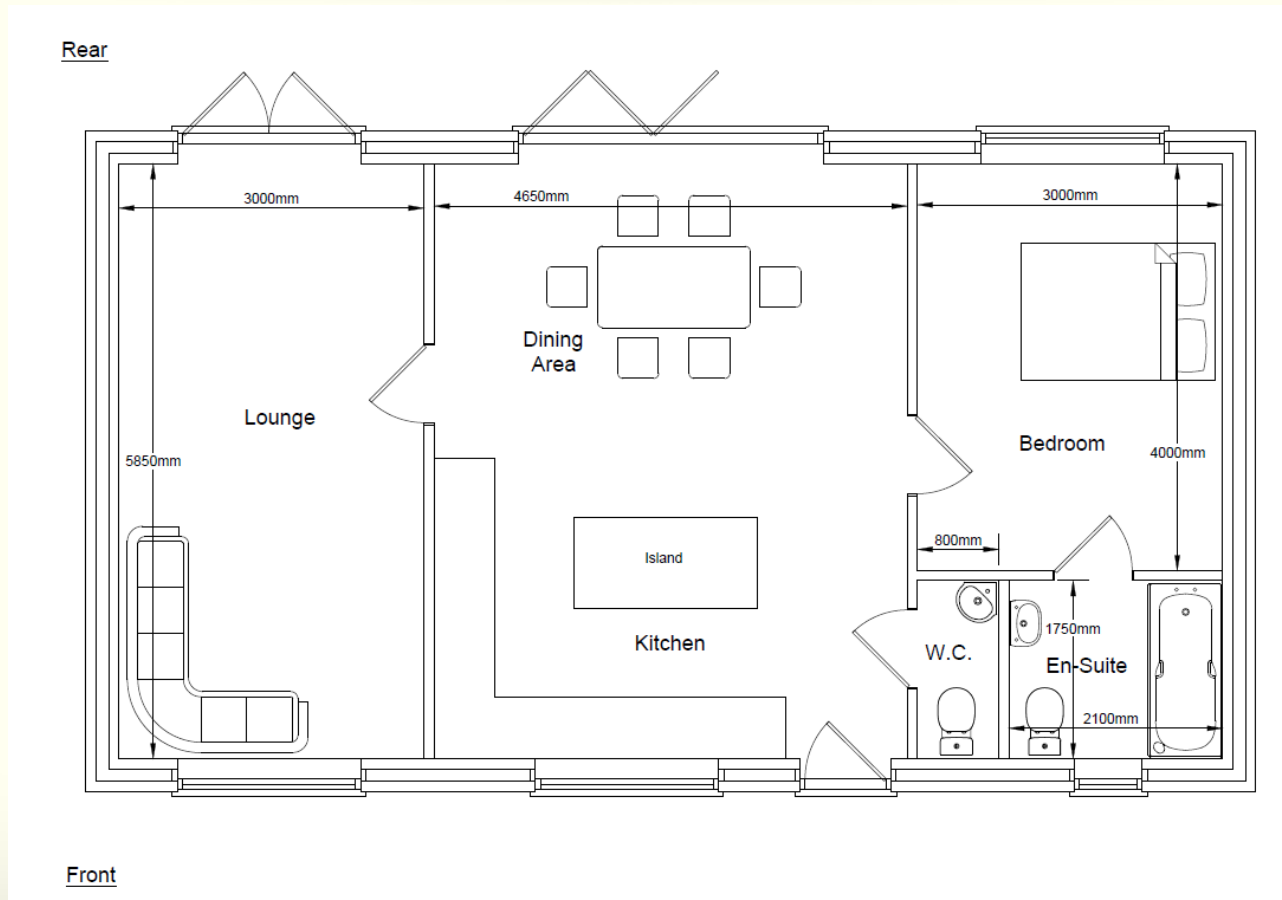 Rear
3000mm
4650mm
3000mm
Dining
Area
Lounge
Bedroom
5850mm
4000mm
800mm
Island
Kitchen
W.C.
1750mm
En-Suite
2100mm
Front